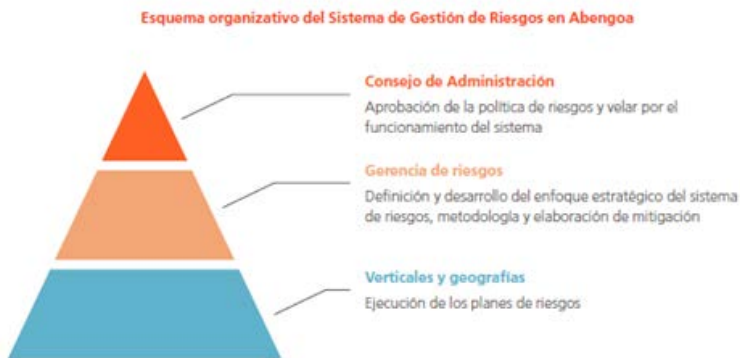 Esquema organizativo del Sistema de Gestión de Riesgos en Abengoa
Consejo de Administración
Aprobación de la política de riesgos y velar por el
funcionamiento del sistema
Gerencia de riesgos
Definición y desarrollo del enfoque estratégico del sistema
de riesgos, metodología y elaboración de mitigación
Verticales y geografías
Ejecución de los planes de riesgos